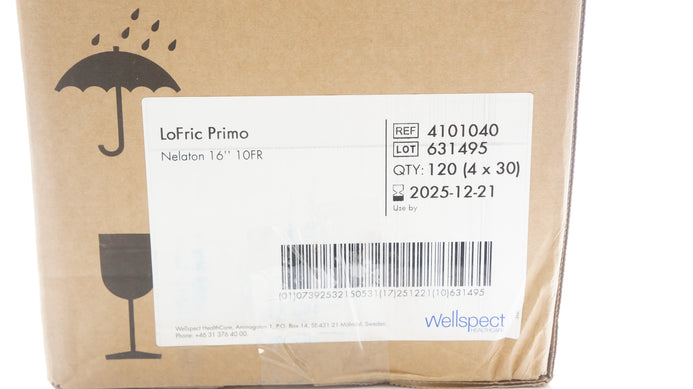 LoFric Primo
Nelaton 16'' 10FR
REF 4101040
LOT 631495
QTY: 120 (4 x 30)
2025-12-21
Use by
(01)07392532150531(17)251221(10)631495
Wellspect HealthCare, Aminogatan 1, P.O. Box 14, SE-431 21 Mölndal, Sweden.
Phone: +46 31 376 40 00.
Wellspect
HEALTHCARE